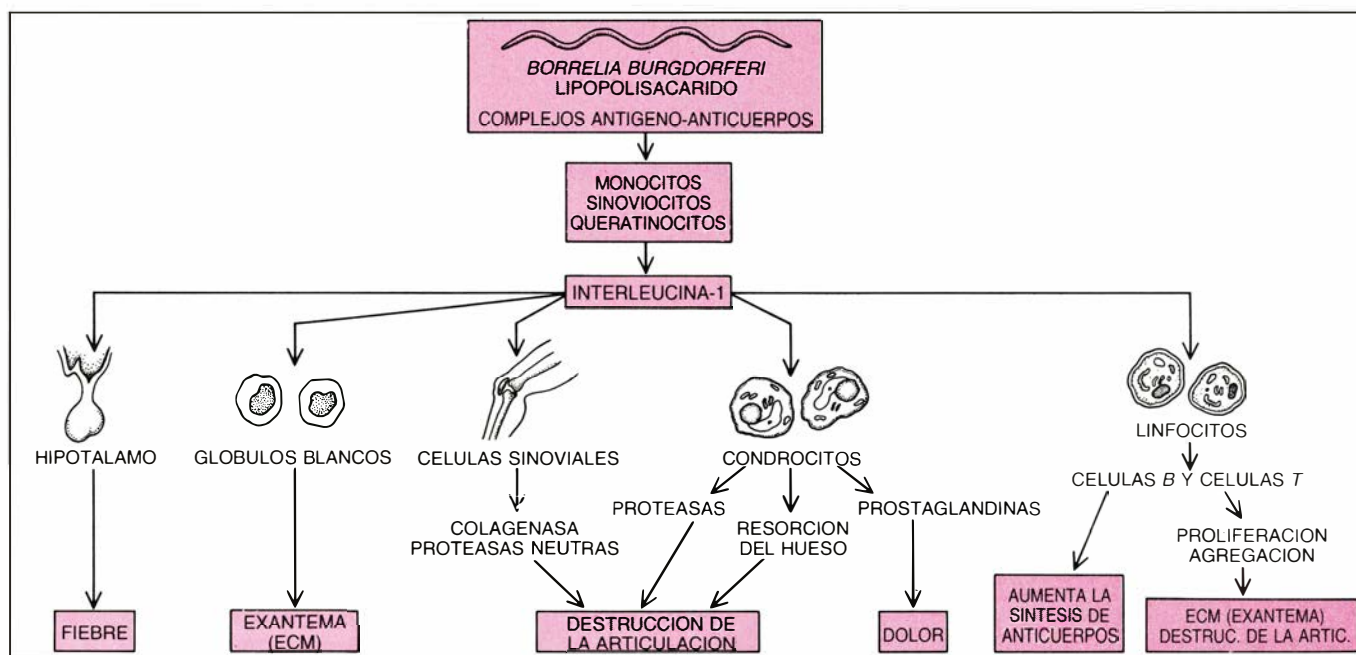 BORRELIA BURGDORFERI
LIPOPOLISACARIDO
COMPLEJOS ANTIGENO-ANTICUERPOS
MONOCITOS
SINOVIOCITOS
QUERATINOCITOS
INTERLEUCINA-1
HIPOTALAMO
GLOBULOS BLANCOS
CELULAS SINOVIALES
CONDROCITOS
LINFOCITOS
CELULAS B Y CELULAS T
COLAGENASA
PROTEASAS NEUTRAS
PROTEASAS
RESORCION
DEL HUESO
PROSTAGLANDINAS
PROLIFERACION
AGREGACION
FIEBRE
EXANTEMA
(ECM)
DESTRUCCION DE
LA ARTICULACION
DOLOR
AUMENTA LA
SINTESIS DE
ANTICUERPOS
ECM (EXANTEMA)
DESTRUC. DE LA ARTIC.